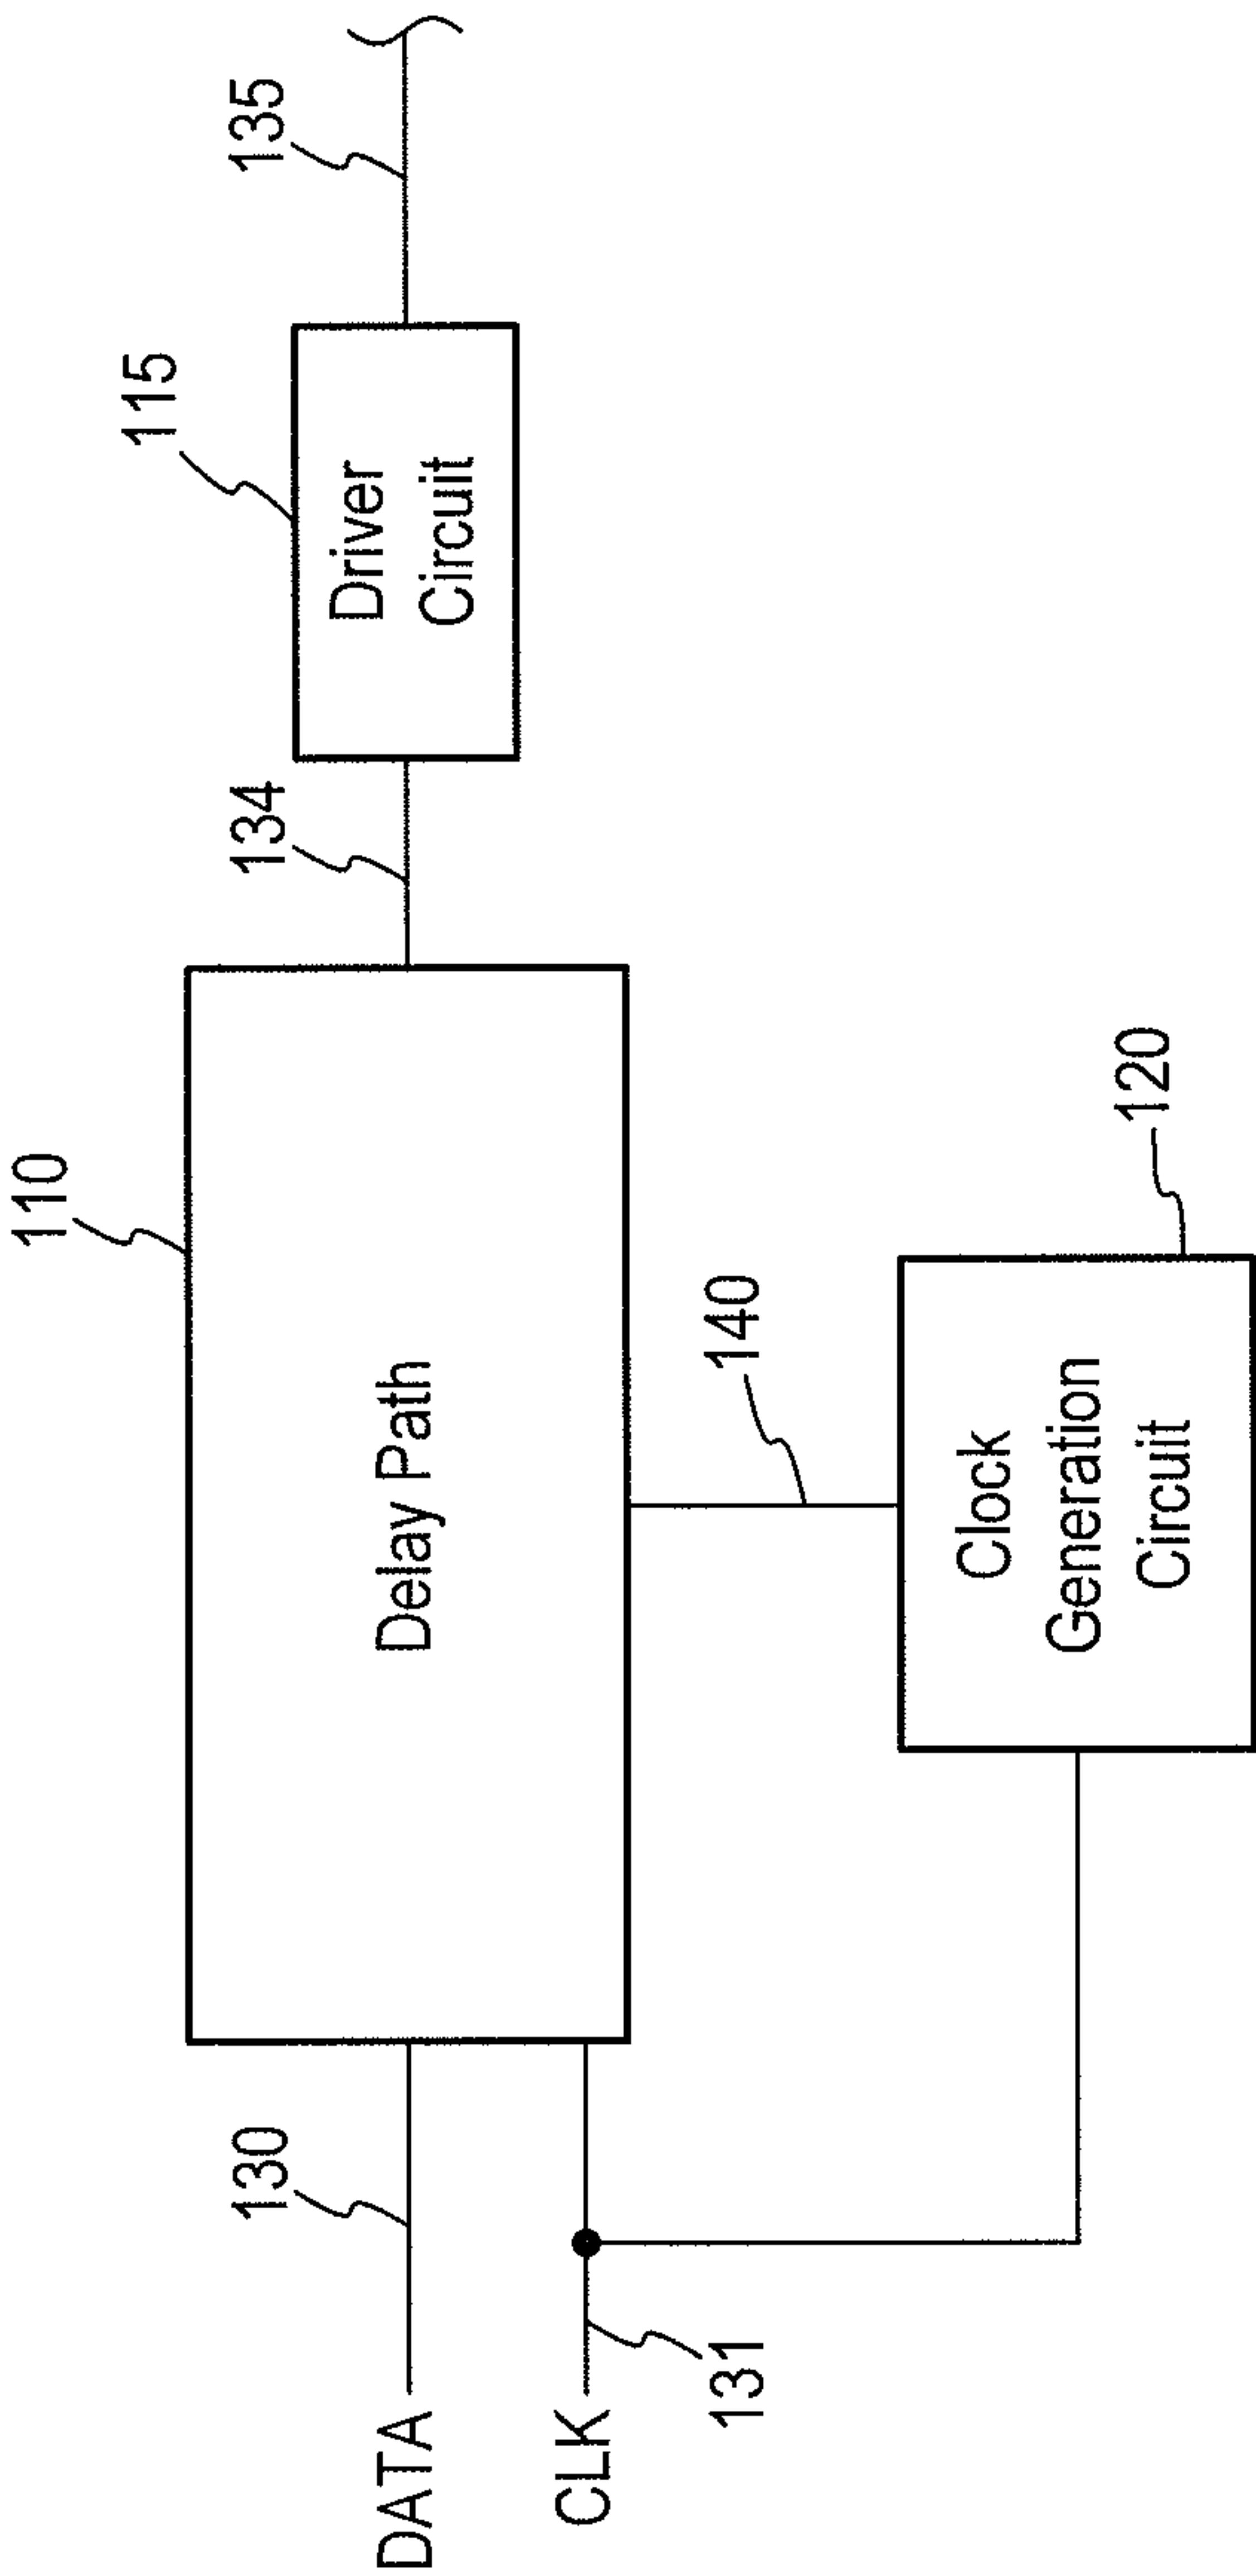 110
115
135
134
Driver
Circuit
Delay Path
130
DATA
CLK
131
140
Clock
Generation
Circuit
120